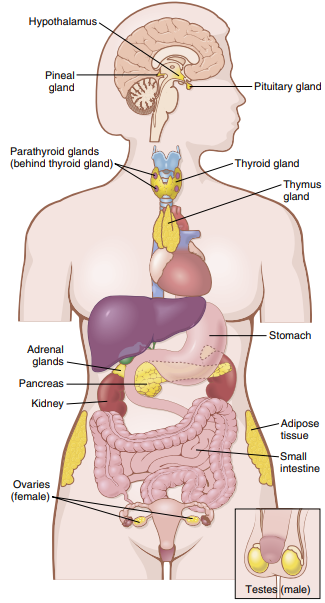 Hypothalamus
Pineal
gland
Pituitary gland
Parathyroid glands
(behind thyroid gland)
Thyroid gland
Thymus
gland
Stomach
Adrenal
glands
Pancreas
Kidney
Adipose
tissue
Small
intestine
Ovaries
(female)
Testes (male)